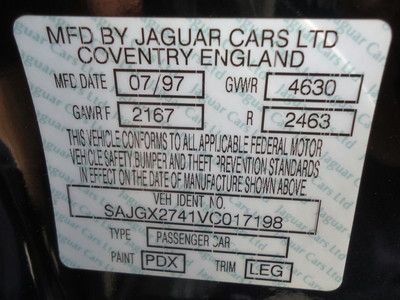 MFD BY JAGUAR CARS LTD
COVENTRY ENGLAND
MFD DATE 07/97 GVWR 4630
GAWR F 2167 R 2463
THIS VEHICLE CONFORMS TO ALL APPLICABLE FEDERAL MOTOR
VEHICLE SAFETY BUMPER AND THEFT PREVENTION STANDARDS
IN EFFECT ON THE DATE OF MANUFACTURE SHOWN ABOVE
VEH IDENT NO.
SAJGX2741VC017198
TYPE PASSENGER CAR
PAINT PDX TRIM LEG